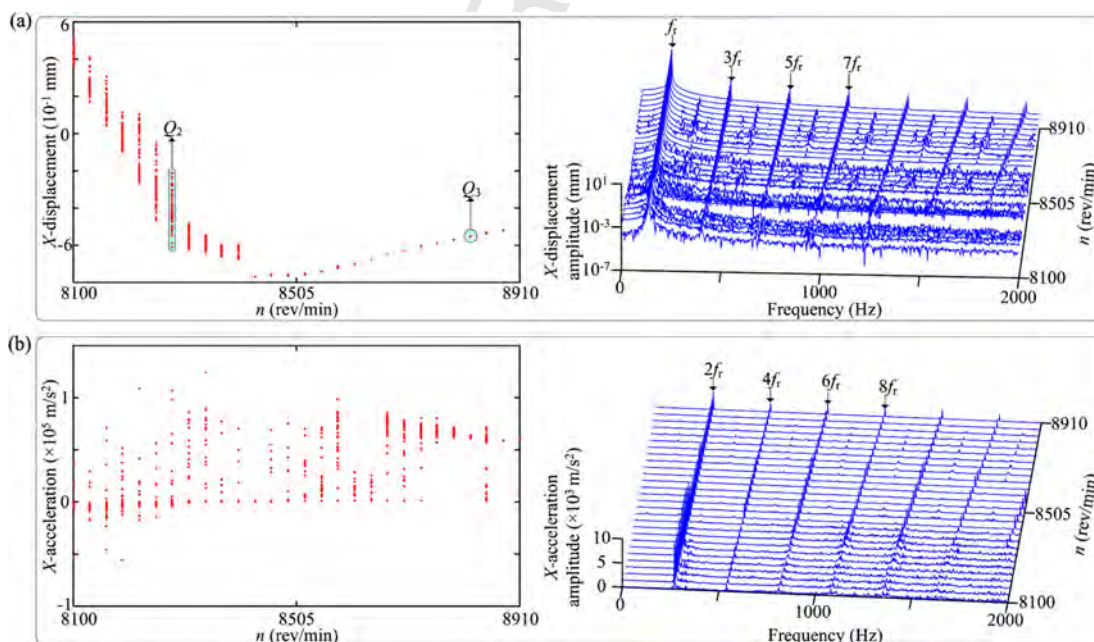 (a)
6
0
-6
X-displacement (10⁻¹ mm)
Q₂
Q₃
8100
8505
8910
n (rev/min)
fᵣ
3fᵣ
5fᵣ
7fᵣ
10¹
10⁻³
10⁻⁷
X-displacement
amplitude (mm)
0
1000
2000
Frequency (Hz)
8910
8505
8100
n (rev/min)
(b)
1
0
-1
X-acceleration (×10⁵ m/s²)
8100
8505
8910
n (rev/min)
2fᵣ
4fᵣ
6fᵣ
8fᵣ
10
5
0
X-acceleration
amplitude (×10³ m/s²)
0
1000
2000
Frequency (Hz)
8910
8505
8100
n (rev/min)